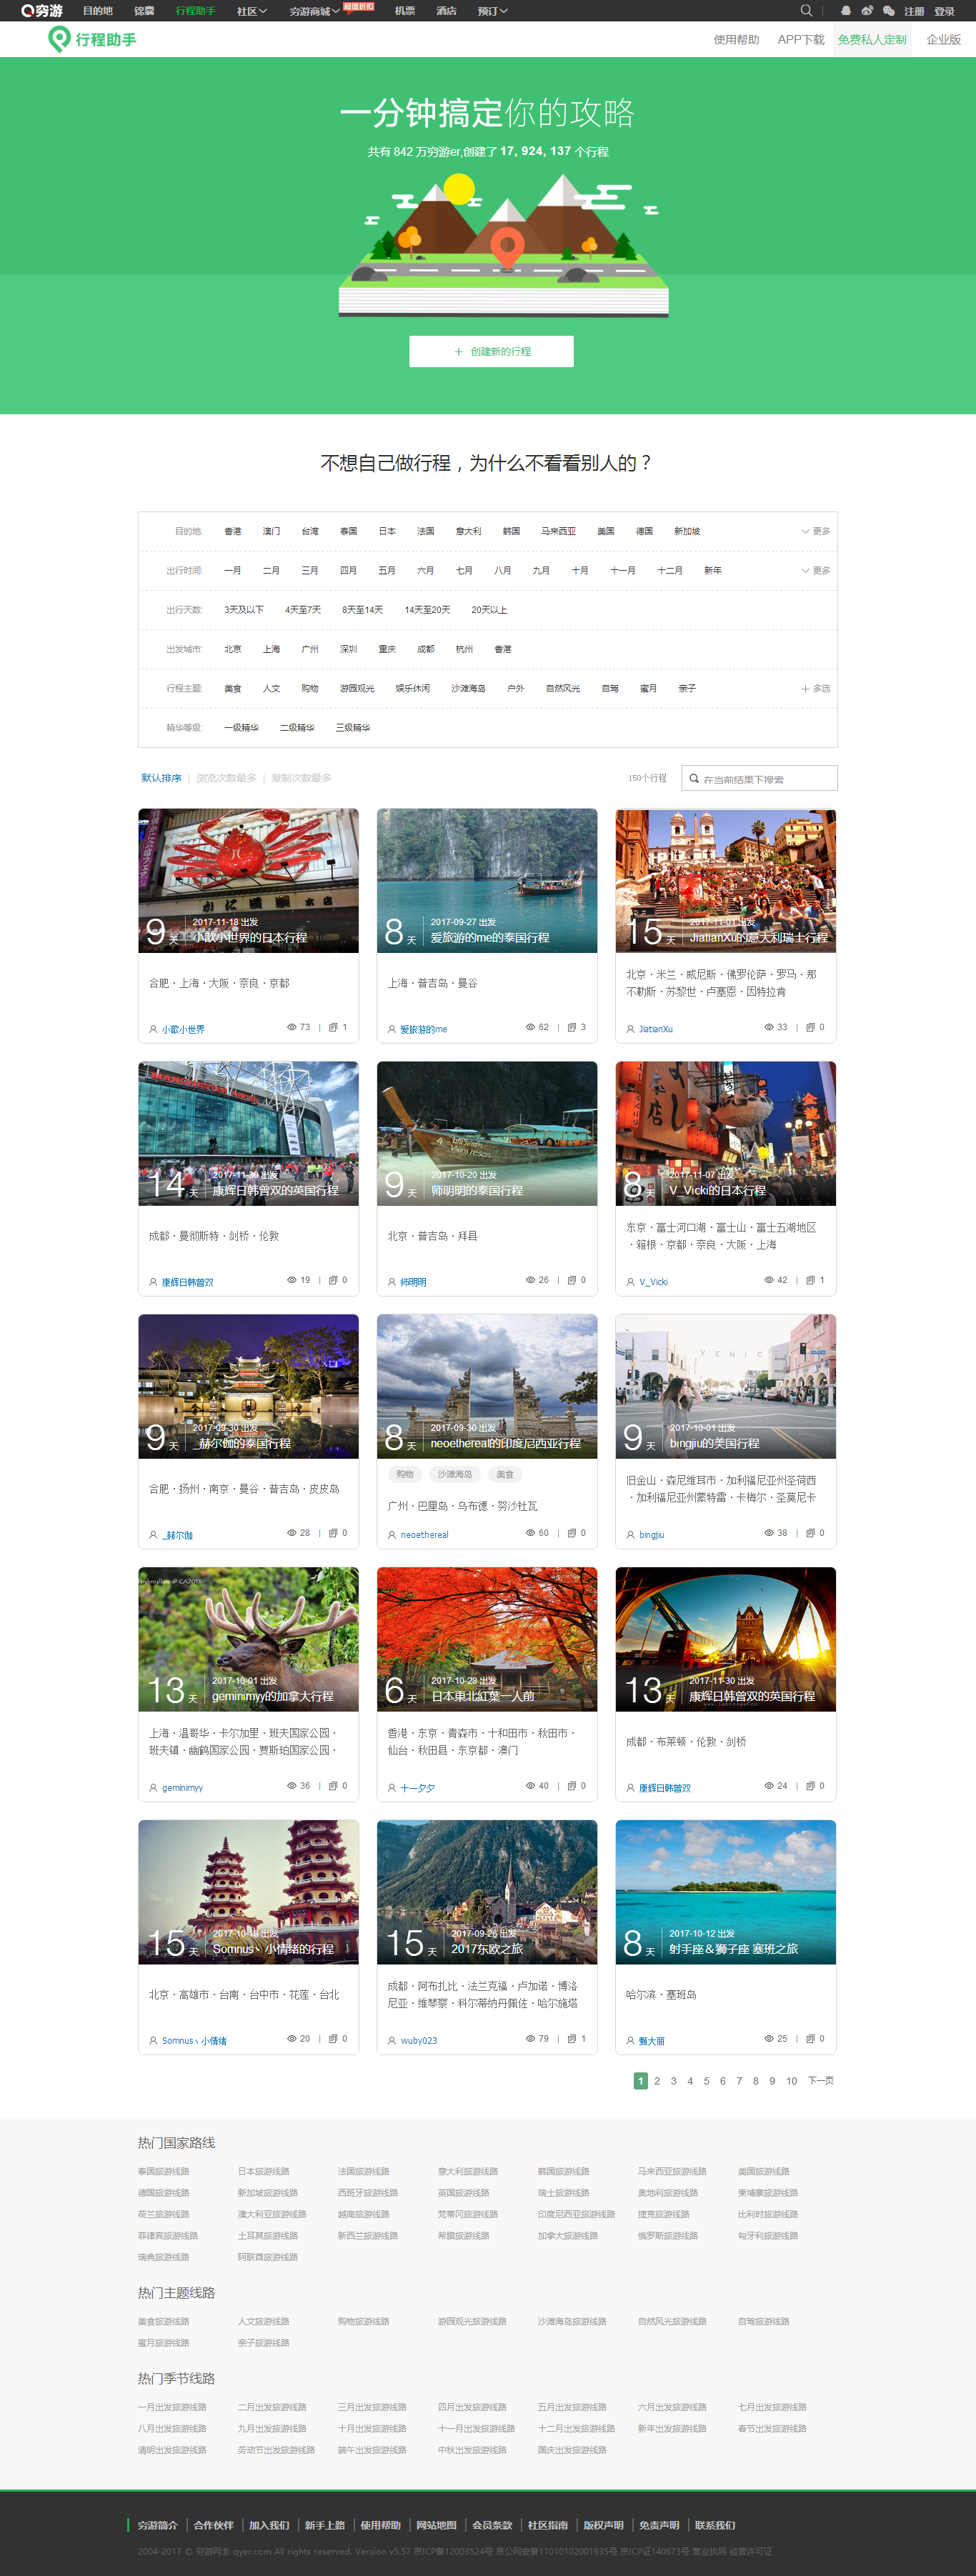 穷游 目的地 锦囊 行程助手 社区 穷游商城 超值折扣 机票 酒店 预订 注册 登录
行程助手 使用帮助 APP下载 免费私人定制 企业版
一分钟搞定你的攻略
共有 842 万穷游er,创建了 17, 924, 137 个行程
+ 创建新的行程
不想自己做行程，为什么不看看别人的？
目的地: 香港 澳门 台湾 泰国 日本 法国 意大利 韩国 马来西亚 美国 德国 新加坡 更多
出行时间: 一月 二月 三月 四月 五月 六月 七月 八月 九月 十月 十一月 十二月 新年 更多
出行天数: 3天及以下 4天至7天 8天至14天 14天至20天 20天以上
出发城市: 北京 上海 广州 深圳 重庆 成都 杭州 香港
行程主题: 美食 人文 购物 游园观光 娱乐休闲 沙滩海岛 户外 自然风光 自驾 蜜月 亲子 + 多选
精华等级: 一级精华 二级精华 三级精华
默认排序 | 浏览次数最多 | 复制次数最多 150个行程 在当前结果下搜索
9天 2017-11-18 出发
小歆小世界的日本行程
合肥・上海・大阪・奈良・京都
小歆小世界 73 | 1
8天 2017-09-27 出发
爱旅游的me的泰国行程
上海・普吉岛・曼谷
爱旅游的me 62 | 3
15天 2017-11-01 出发
JiatianXu的意大利瑞士行程
北京・米兰・威尼斯・佛罗伦萨・罗马・那
不勒斯・苏黎世・卢塞恩・因特拉肯
JiatianXu 33 | 0
14天 2017-11-30 出发
康辉日韩曾双的英国行程
成都・曼彻斯特・剑桥・伦敦
康辉日韩曾双 19 | 0
9天 2017-10-20 出发
师明明的泰国行程
北京・普吉岛・拜县
师明明 26 | 0
8天 2017-11-07 出发
V_Vicki的日本行程
东京・富士河口湖・富士山・富士五湖地区
・箱根・京都・奈良・大阪・上海
V_Vicki 42 | 1
9天 2017-09-30 出发
_赫尔伽的泰国行程
合肥・扬州・南京・曼谷・普吉岛・皮皮岛
_赫尔伽 28 | 0
8天 2017-09-30 出发
neoethereal的印度尼西亚行程
购物 沙滩海岛 美食
广州・巴厘岛・乌布德・努沙杜瓦
neoethereal 60 | 0
VENIC
9天 2017-10-01 出发
bingjiu的美国行程
旧金山・森尼维耳市・加利福尼亚州圣荷西
・加利福尼亚州蒙特雷・卡梅尔・圣莫尼卡
bingjiu 38 | 0
13天 2017-10-01 出发
geminimyy的加拿大行程
上海・温哥华・卡尔加里・班夫国家公园・
班夫镇・幽鹤国家公园・贾斯珀国家公园・
geminimyy 36 | 0
6天 2017-10-28 出发
日本東北紅葉一人前
香港・东京・青森市・十和田市・秋田市・
仙台・秋田县・东京都・澳门
十一夕夕 40 | 0
13天 2017-11-30 出发
康辉日韩曾双的英国行程
成都・布莱顿・伦敦・剑桥
康辉日韩曾双 24 | 0
15天 2017-10-18 出发
Somnus丶小情绪的行程
北京・高雄市・台南・台中市・花莲・台北
Somnus丶小情绪 20 | 0
15天 2017-09-26 出发
2017东欧之旅
成都・阿布扎比・法兰克福・卢加诺・博洛
尼亚・维琴察・科尔蒂纳丹佩佐・哈尔施塔
wuby023 79 | 1
8天 2017-10-12 出发
射手座＆狮子座 塞班之旅
哈尔滨・塞班岛
甄大丽 25 | 0
1 2 3 4 5 6 7 8 9 10 下一页
热门国家路线
泰国旅游线路 日本旅游线路 法国旅游线路 意大利旅游线路 韩国旅游线路 马来西亚旅游线路 美国旅游线路
德国旅游线路 新加坡旅游线路 西班牙旅游线路 英国旅游线路 瑞士旅游线路 奥地利旅游线路 柬埔寨旅游线路
荷兰旅游线路 澳大利亚旅游线路 越南旅游线路 梵蒂冈旅游线路 印度尼西亚旅游线路 捷克旅游线路 比利时旅游线路
菲律宾旅游线路 土耳其旅游线路 新西兰旅游线路 希腊旅游线路 加拿大旅游线路 俄罗斯旅游线路 匈牙利旅游线路
瑞典旅游线路 阿联酋旅游线路
热门主题线路
美食旅游线路 人文旅游线路 购物旅游线路 游园观光旅游线路 沙滩海岛旅游线路 自然风光旅游线路 自驾旅游线路
蜜月旅游线路 亲子旅游线路
热门季节线路
一月出发旅游线路 二月出发旅游线路 三月出发旅游线路 四月出发旅游线路 五月出发旅游线路 六月出发旅游线路 七月出发旅游线路
八月出发旅游线路 九月出发旅游线路 十月出发旅游线路 十一月出发旅游线路 十二月出发旅游线路 新年出发旅游线路 春节出发旅游线路
清明出发旅游线路 劳动节出发旅游线路 端午出发旅游线路 中秋出发旅游线路 国庆出发旅游线路
穷游简介 | 合作伙伴 | 加入我们 | 新手上路 | 使用帮助 | 网站地图 | 会员条款 | 社区指南 | 版权声明 | 免责声明 | 联系我们
2004-2017 © 穷游网® qyer.com All rights reserved. Version v5.57 京ICP备12003524号 京公网安备11010102001935号 京ICP证140673号 营业执照 经营许可证